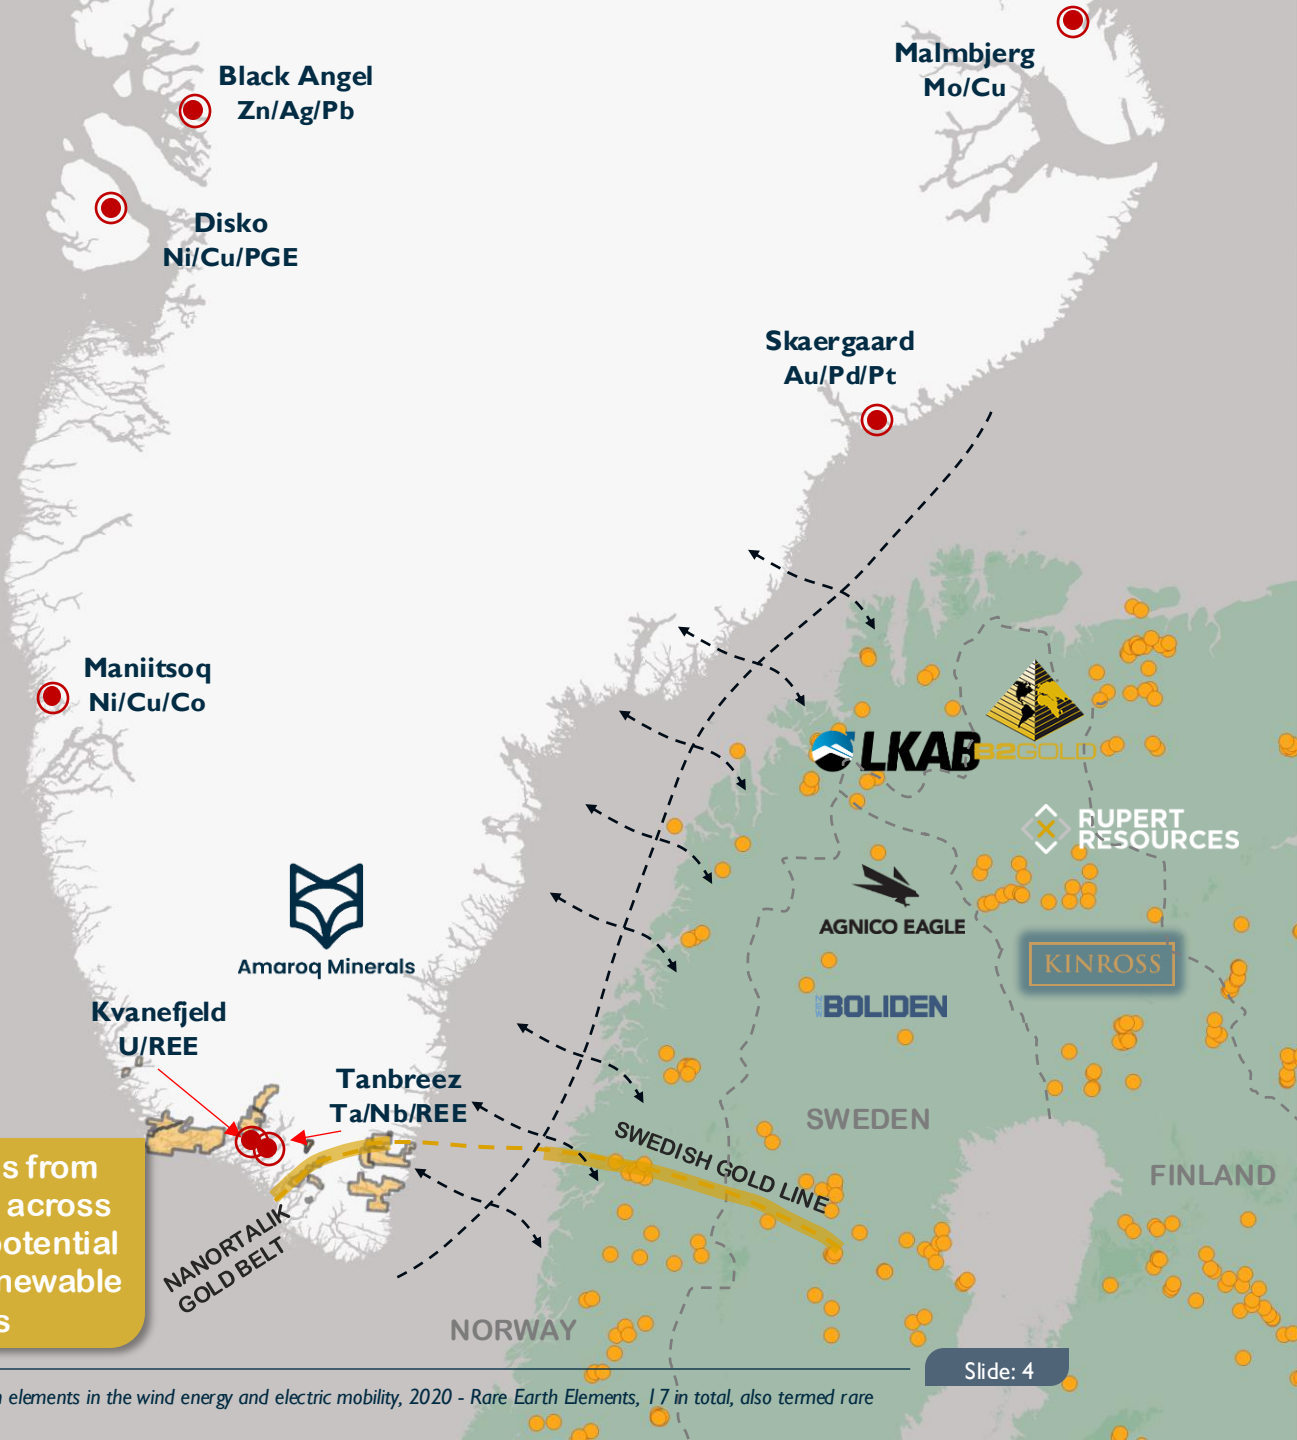 Malmbjerg
Mo/Cu
Black Angel
Zn/Ag/Pb
Disko
Ni/Cu/PGE
Skaergaard
Au/Pd/Pt
Maniitsoq
Ni/Cu/Co
LKAB
B2GOLD
RUPERT
RESOURCES
AGNICO EAGLE
Amaroq Minerals
KINROSS
BOLIDEN
Kvanefjeld
U/REE
Tanbreez
Ta/Nb/REE
SWEDEN
SWEDISH GOLD LINE
FINLAND
s from
across
potential
newable
s
NANORTALIK
GOLD BELT
NORWAY
Slide: 4
elements in the wind energy and electric mobility, 2020 - Rare Earth Elements, 17 in total, also termed rare